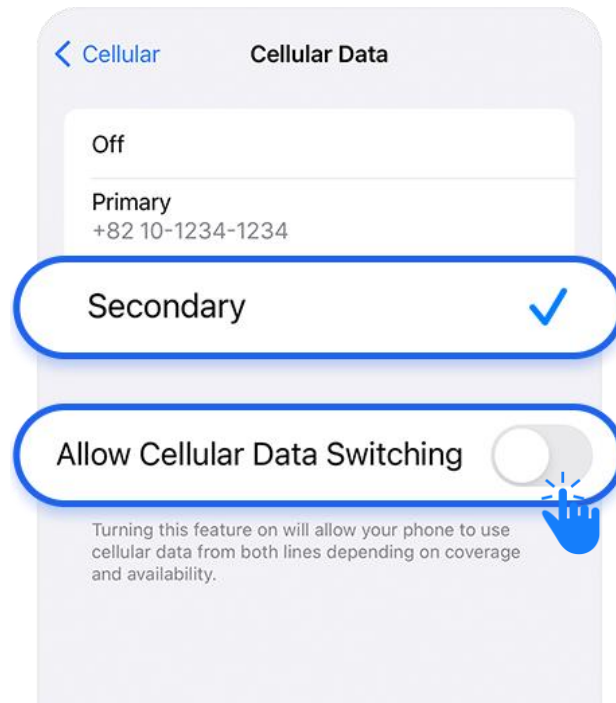 Cellular
Cellular Data
Off
Primary
+82 10-1234-1234
Secondary
Allow Cellular Data Switching
Turning this feature on will allow your phone to use
cellular data from both lines depending on coverage
and availability.